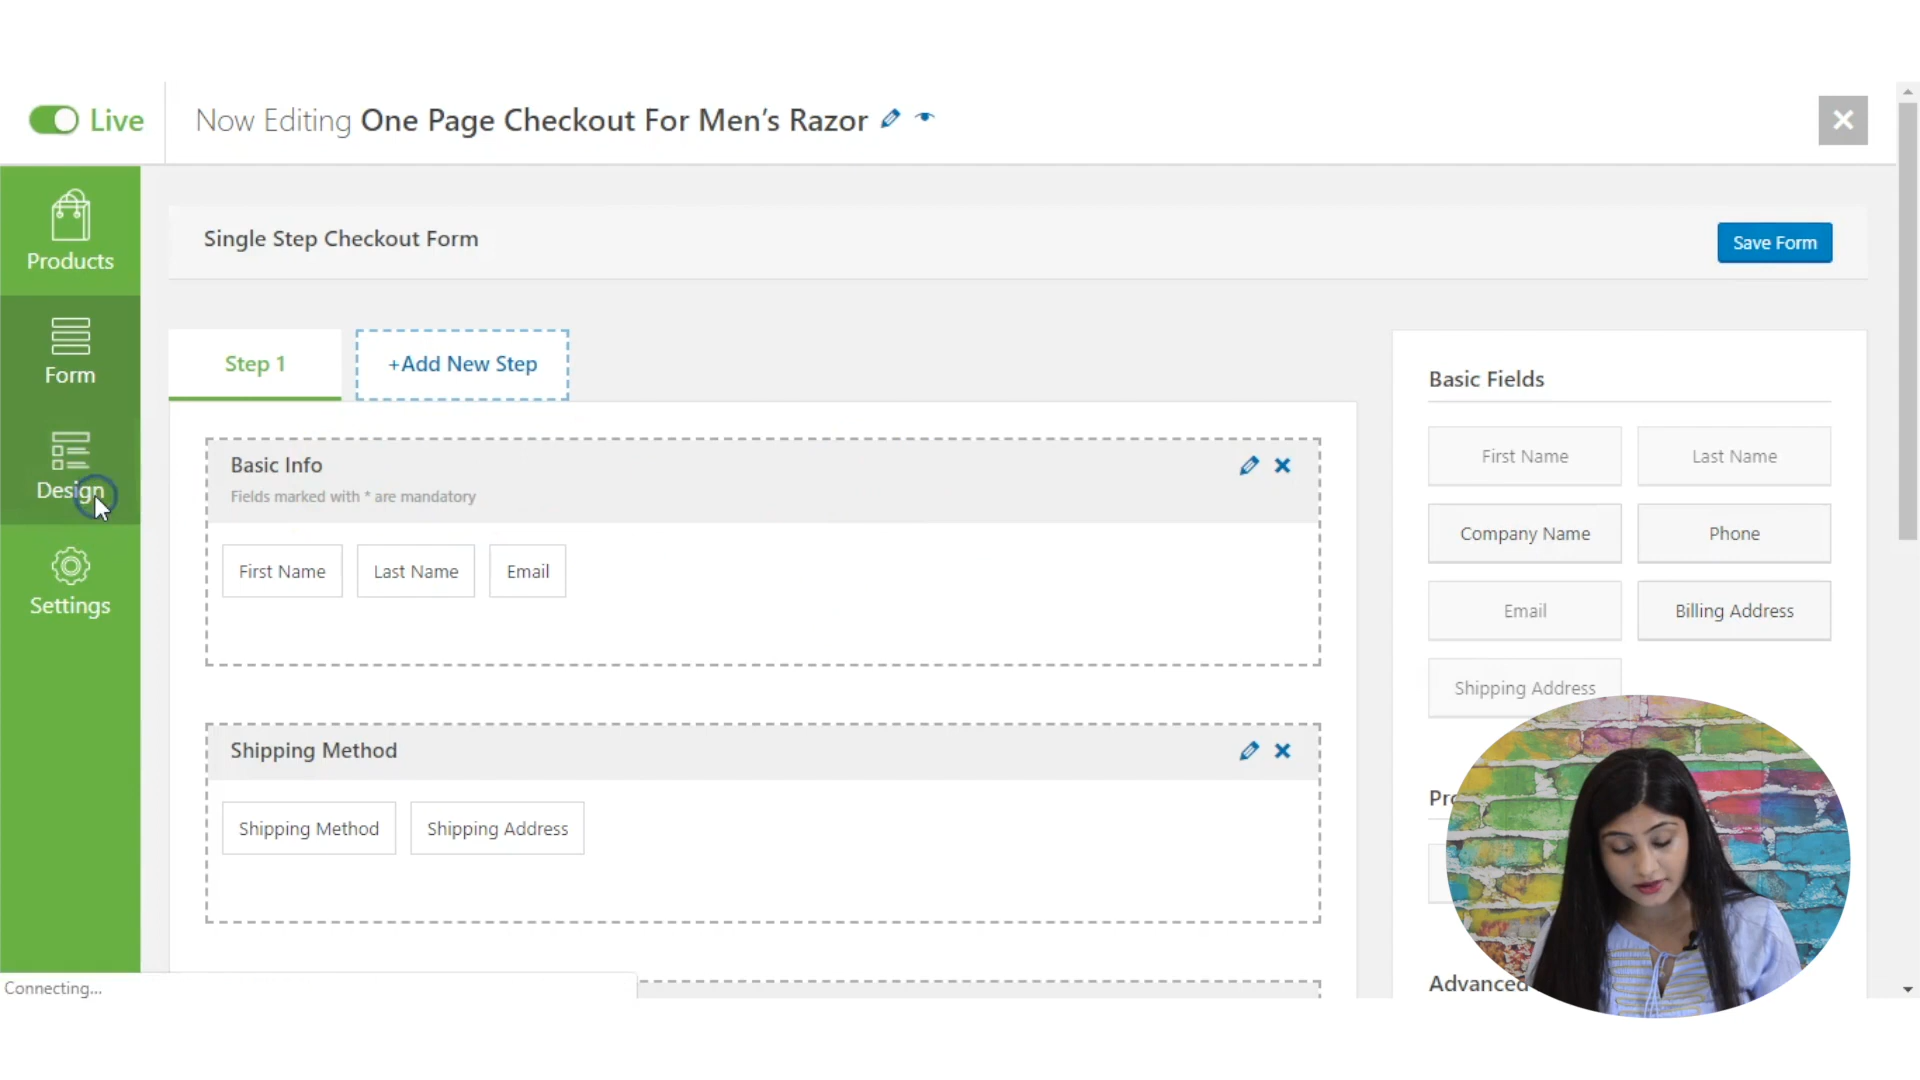 Live
Now Editing One Page Checkout For Men's Razor
Products
Form
Design
Settings
Single Step Checkout Form
Save Form
Step 1
+Add New Step
Basic Info
Fields marked with * are mandatory
First Name
Last Name
Email
Shipping Method
Shipping Method
Shipping Address
Basic Fields
First Name
Last Name
Company Name
Phone
Email
Billing Address
Shipping Address
Advanced
Connecting...